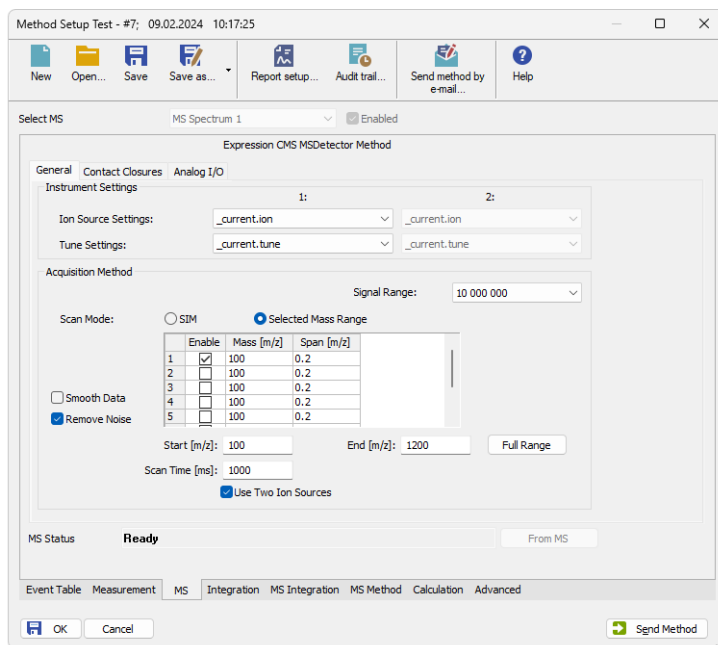 Method Setup Test - #7; 09.02.2024 10:17:25
New Open... Save Save as... Report setup... Audit trail... Send method by e-mail... Help
Select MS MS Spectrum 1 Enabled
Expression CMS MSDetector Method
General Contact Closures Analog I/O
Instrument Settings
1: 2:
Ion Source Settings: _current.ion _current.ion
Tune Settings: _current.tune _current.tune
Acquisition Method
Signal Range: 10 000 000
Scan Mode: SIM Selected Mass Range
Enable Mass [m/z] Span [m/z]
1 100 0.2
2 100 0.2
3 100 0.2
4 100 0.2
5 100 0.2
Smooth Data
Remove Noise
Start [m/z]: 100 End [m/z]: 1200 Full Range
Scan Time [ms]: 1000
Use Two Ion Sources
MS Status Ready From MS
Event Table Measurement MS Integration MS Integration MS Method Calculation Advanced
OK Cancel Send Method